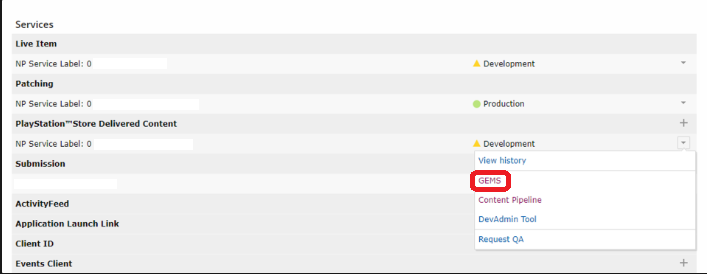 Services
Live Item
NP Service Label: 0
Development
Patching
NP Service Label: 0
Production
PlayStation™Store Delivered Content
NP Service Label: 0
Development
View history
Submission
GEMS
Content Pipeline
ActivityFeed
DevAdmin Tool
Application Launch Link
Request QA
Client ID
Events Client